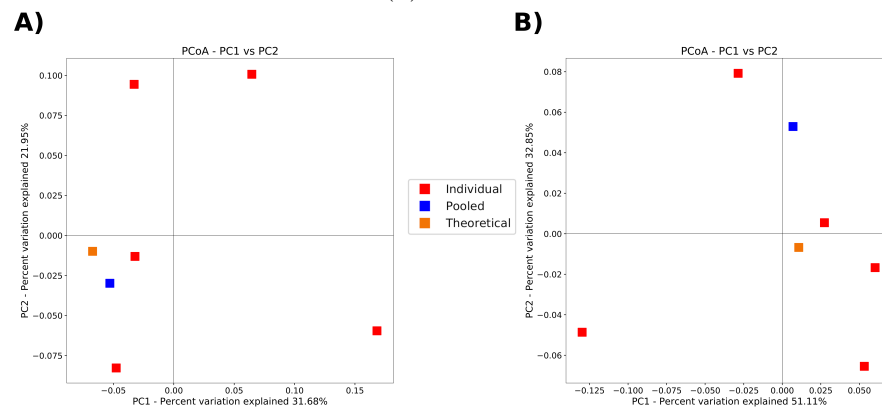 A)
PCoA - PC1 vs PC2
0.100
0.075
0.050
0.025
0.000
−0.025
−0.050
−0.075
PC2 - Percent variation explained 21.95%
−0.05
0.00
0.05
0.10
0.15
PC1 - Percent variation explained 31.68%
Individual
Pooled
Theoretical
B)
PCoA - PC1 vs PC2
0.08
0.06
0.04
0.02
0.00
−0.02
−0.04
−0.06
PC2 - Percent variation explained 32.85%
−0.125
−0.100
−0.075
−0.050
−0.025
0.000
0.025
0.050
PC1 - Percent variation explained 51.11%